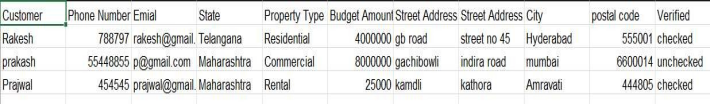 Customer Phone Number Emial State Property Type Budget Amount Street Address Street Address City postal code Verified
Rakesh 788797 rakesh@gmail. Telangana Residential 4000000 gb road street no 45 Hyderabad 555001 checked
prakash 55448855 p@gmail.com Maharashtra Commercial 8000000 gachibowli indira road mumbai 6600014 unchecked
Prajwal 454545 prajwal@gmail. Maharashtra Rental 25000 kamdli kathora Amravati 444805 checked